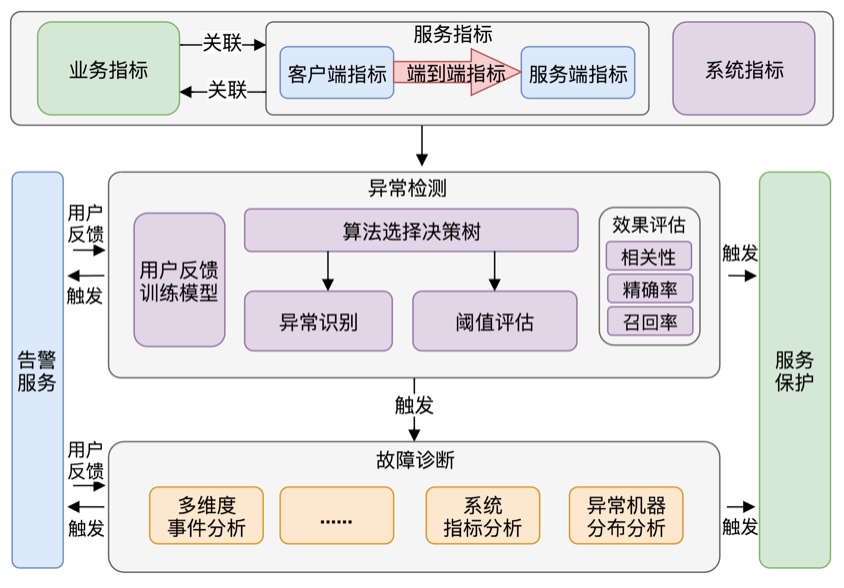 业务指标
关联
关联
服务指标
客户端指标
端到端指标
服务端指标
系统指标
告警
服务
用户
反馈
触发
异常检测
用户反馈
训练模型
算法选择决策树
异常识别
阈值评估
效果评估
相关性
精确率
召回率
触发
服务
保护
触发
用户
反馈
触发
故障诊断
多维度
事件分析
......
系统
指标分析
异常机器
分布分析
触发